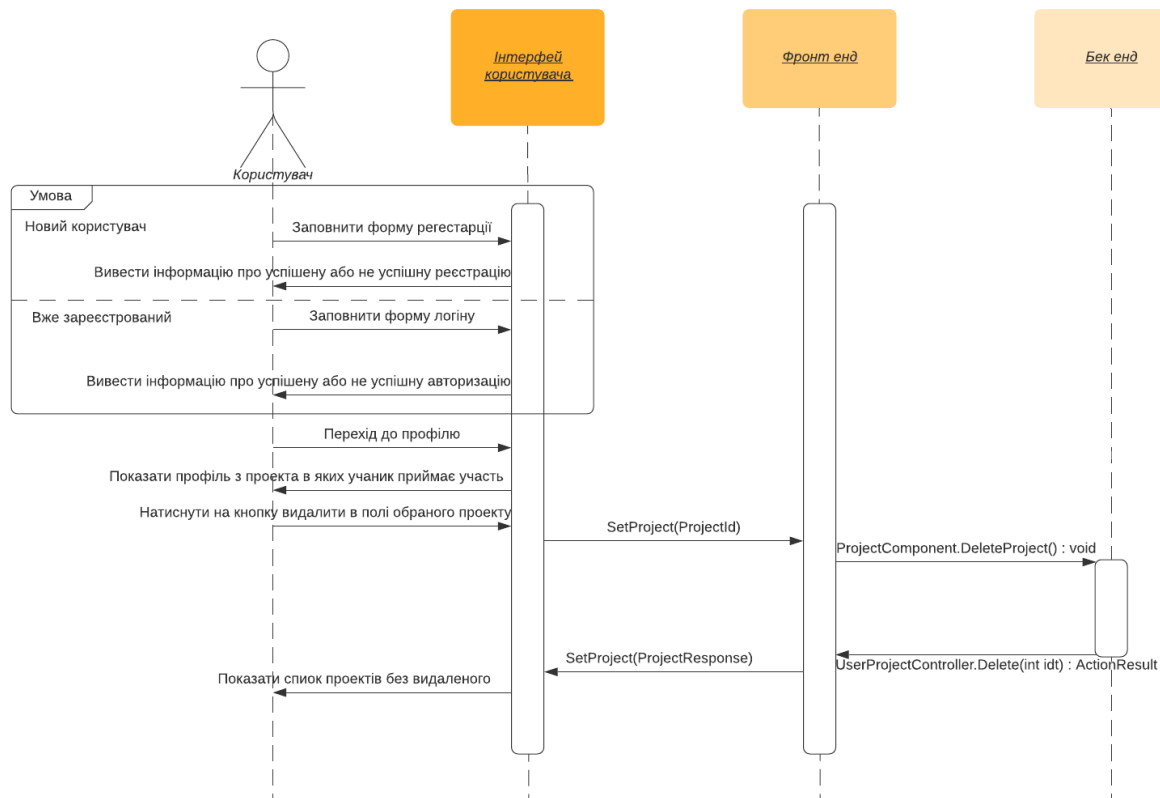 Інтерфей
користувача
Фронт енд
Бек енд
Користувач
Умова
Новий користувач
Заповнити форму регестарції
Вивести інформацію про успішену або не успішну реєстрацію
Вже зареєстрований
Заповнити форму логіну
Вивести інформацію про успішену або не успішну авторизацію
Перехід до профілю
Показати профіль з проекта в яких учаник приймає участь
Натиснути на кнопку видалити в полі обраного проекту
SetProject(ProjectId)
ProjectComponent.DeleteProject() : void
SetProject(ProjectResponse)
UserProjectController.Delete(int idt) : ActionResult
Показати спиок проектів без видаленого